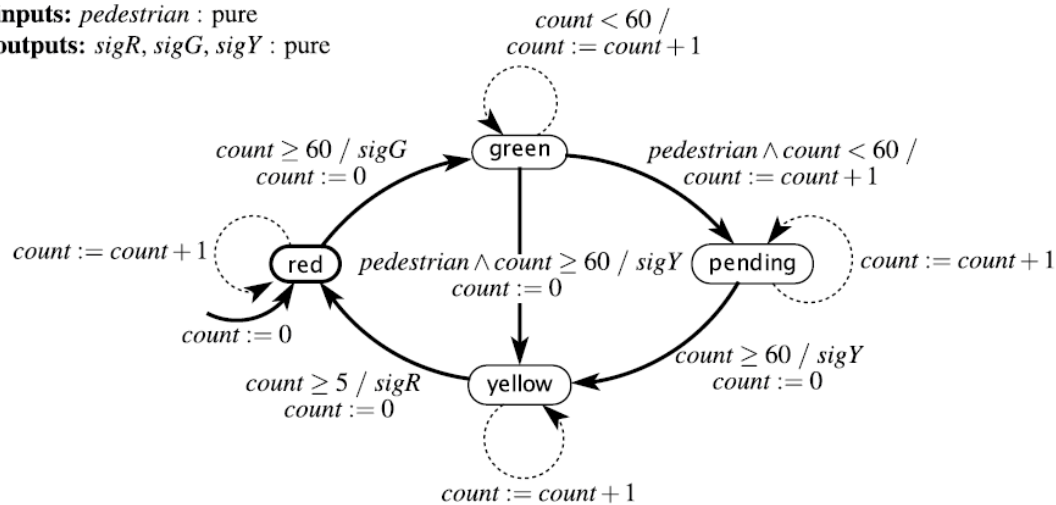 inputs: pedestrian : pure
outputs: sigR, sigG, sigY : pure
count < 60 /
count := count + 1
green
count ≥ 60 / sigG
count := 0
pedestrian ∧ count < 60 /
count := count + 1
count := count + 1
red
pedestrian ∧ count ≥ 60 / sigY
count := 0
pending
count := count + 1
count := 0
count ≥ 5 / sigR
count := 0
yellow
count ≥ 60 / sigY
count := 0
count := count + 1